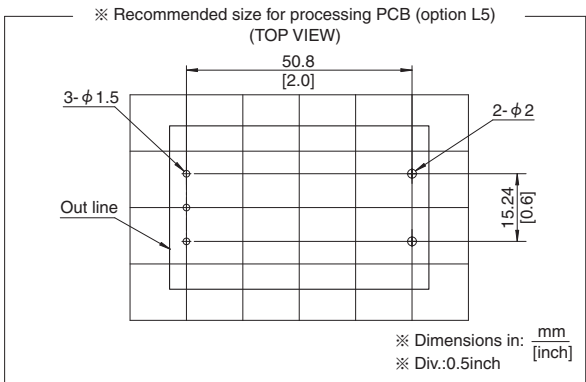 ※ Recommended size for processing PCB (option L5)
(TOP VIEW)
50.8
[2.0]
3-ϕ1.5
2-ϕ2
Out line
15.24
[0.6]
※ Dimensions in: mm
[inch]
※ Div.:0.5inch